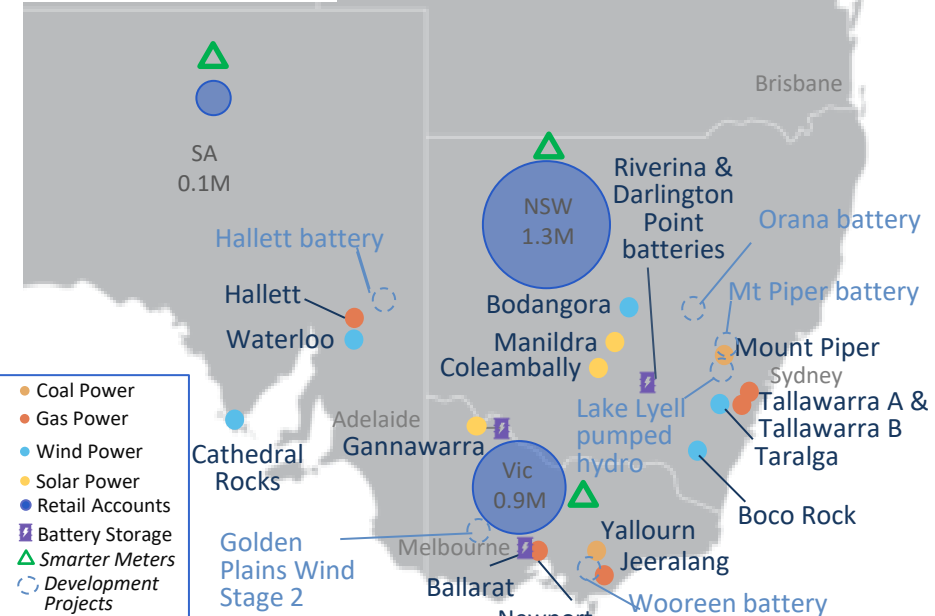 Brisbane
SA
0.1M
NSW
1.3M
Riverina &
Darlington
Point
batteries
Orana battery
Hallett battery
Mt Piper battery
Hallett
Bodangora
Waterloo
Manildra
Mount Piper
Coleambally
Sydney
Coal Power
Gas Power
Wind Power
Solar Power
Retail Accounts
Battery Storage
Smarter Meters
Development
Projects
Adelaide
Lake Lyell
pumped
hydro
Tallawarra A &
Tallawarra B
Taralga
Gannawarra
Cathedral
Rocks
Vic
0.9M
Boco Rock
Golden
Plains Wind
Stage 2
Melbourne
Yallourn
Jeeralang
Ballarat
Newport
Wooreen battery